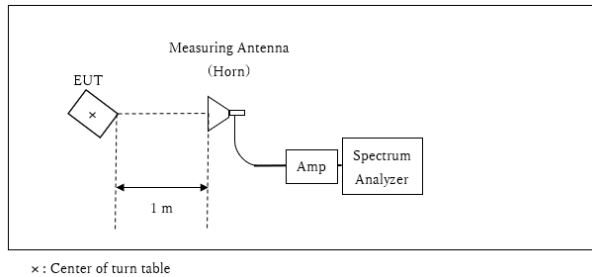 Measuring Antenna
(Horn)
EUT
Amp
Spectrum
Analyzer
1 m
× : Center of turn table